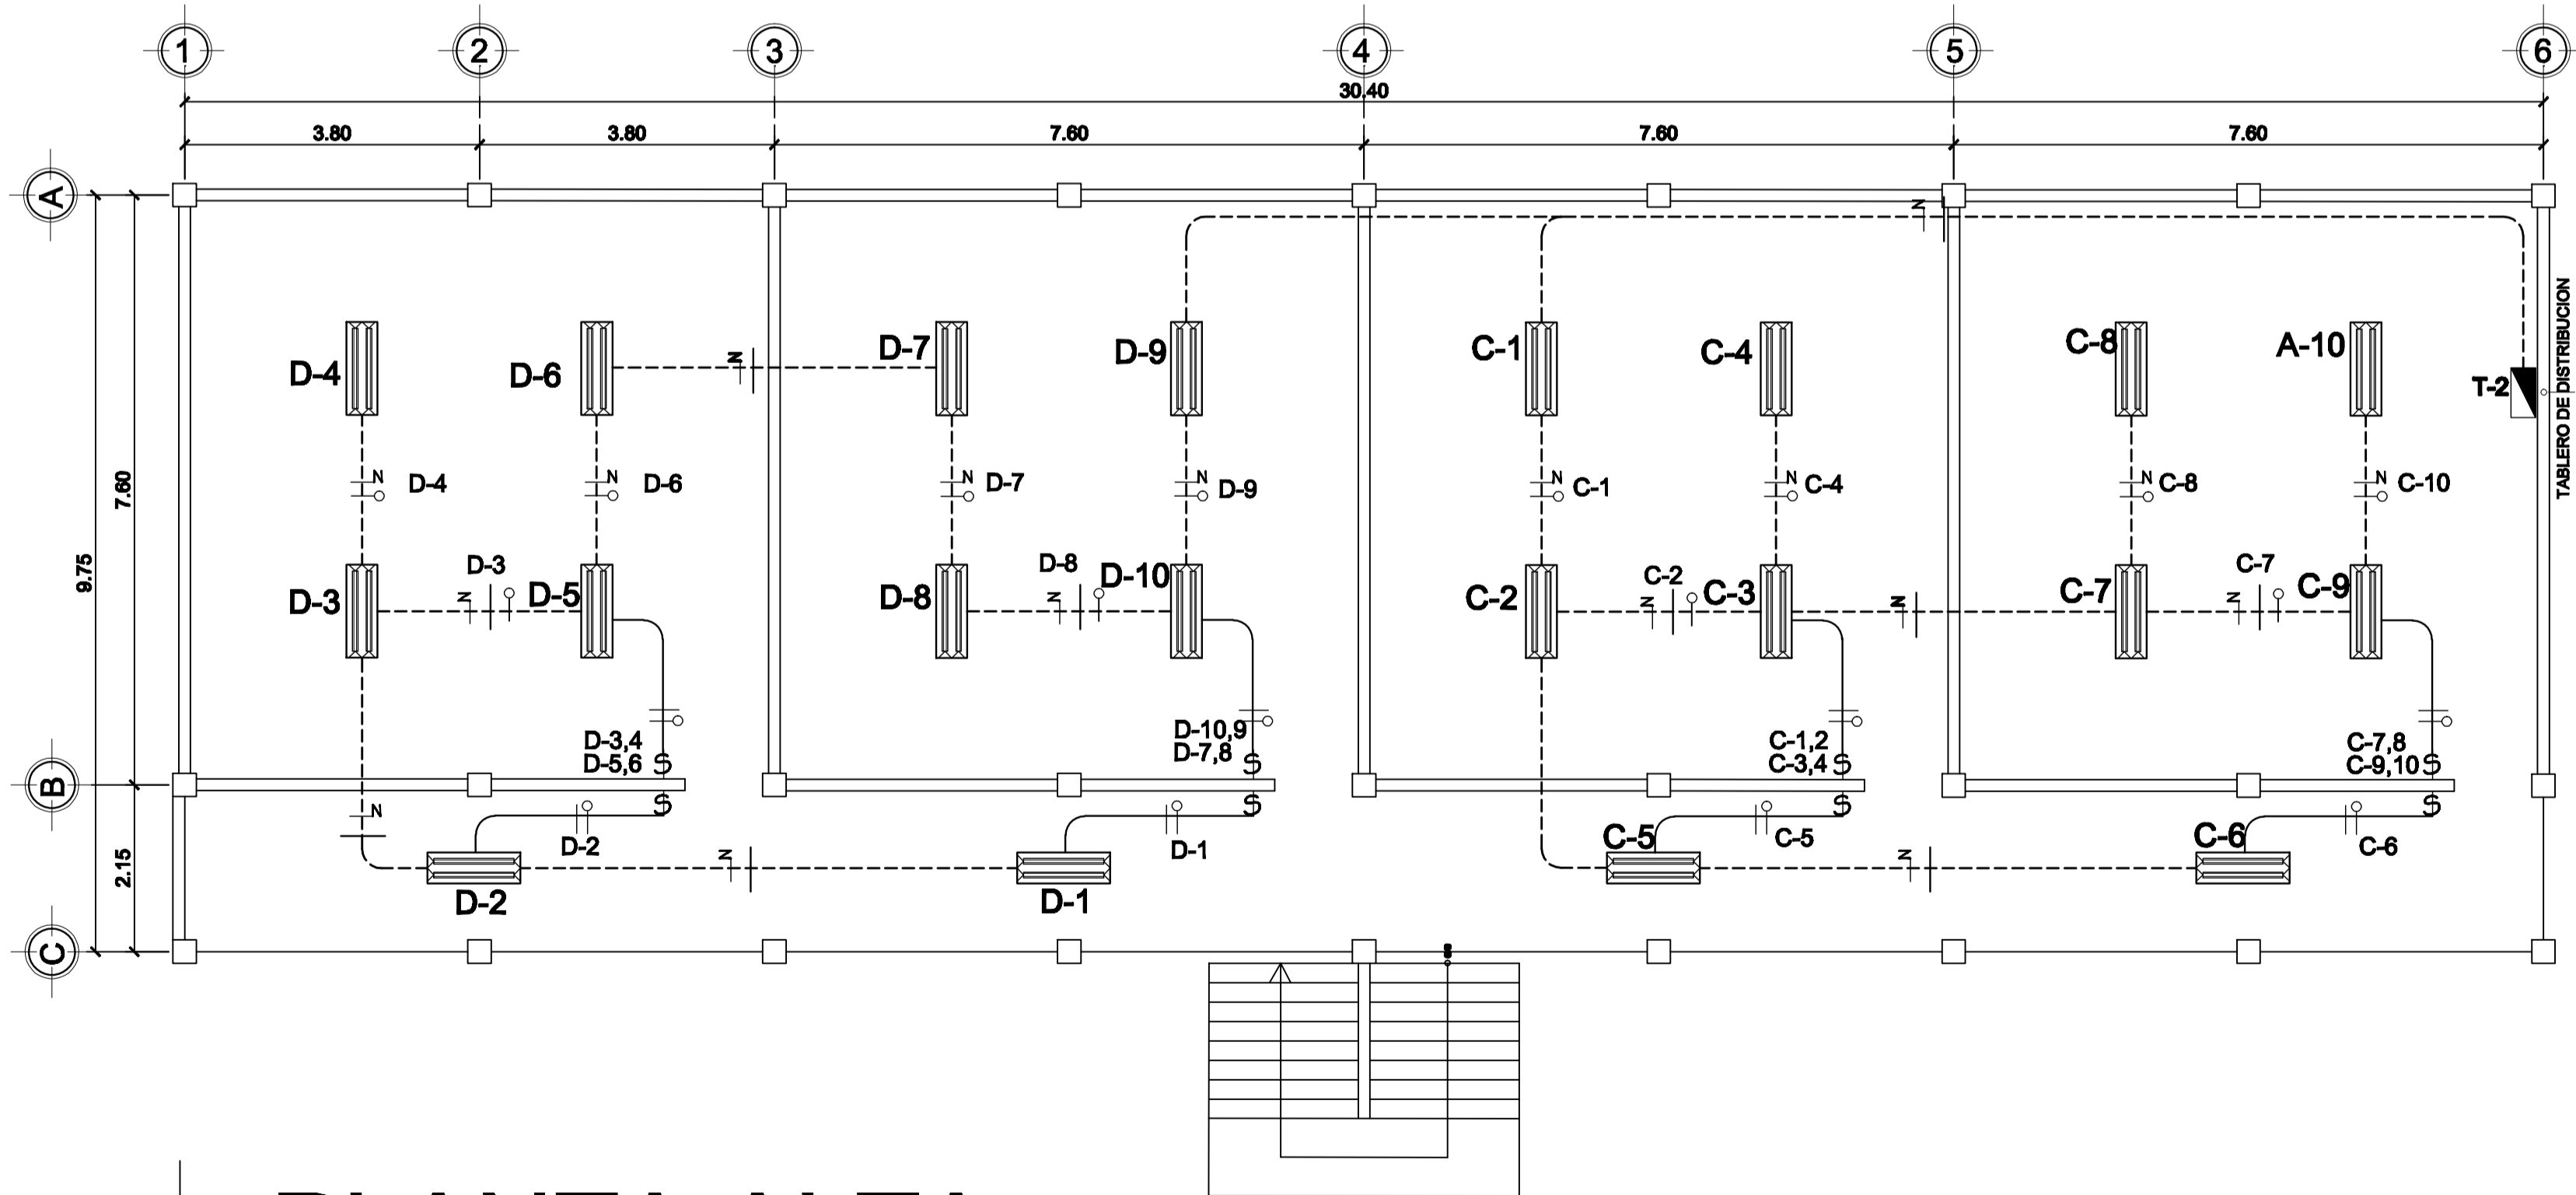 1 2 3 4 5 6
30.40
3.80 3.80 7.60 7.60 7.60
A
N
TABLERO DE DISTRIBUCION
D-4 D-6 N D-7 D-9 C-1 C-4 C-8 A-10
T-2
7.60
9.75
N D-4 N D-6 N D-7 N D-9 N C-1 N C-4 N C-8 N C-10
D-3 D-8 C-2 C-7
D-3 N D-5 D-8 N D-10 C-2 N C-3 N C-7 N C-9
D-3,4 D-10,9 C-1,2 C-7,8
D-5,6 S D-7,8 S C-3,4 S C-9,10 S
B
S S S S
N
D-2 D-1 C-5 C-5 C-6 C-6
2.15
N N
D-2 D-1
C
PLANTA ALTA